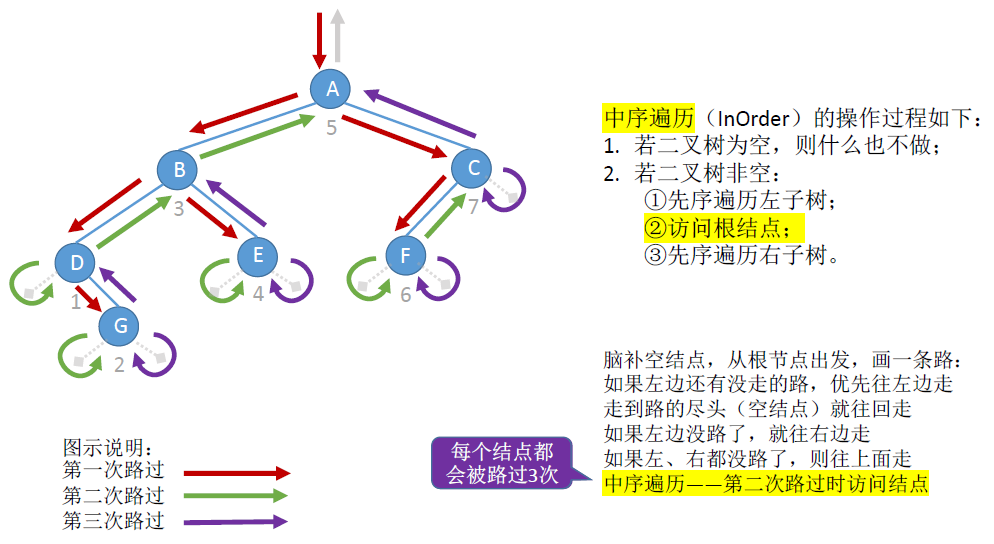 A
5
B
3
C
7
D
1
E
4
F
6
G
2
中序遍历（InOrder）的操作过程如下：
1. 若二叉树为空，则什么也不做；
2. 若二叉树非空：
①先序遍历左子树；
②访问根结点；
③先序遍历右子树。
脑补空结点，从根节点出发，画一条路：
如果左边还有没走的路，优先往左边走
走到路的尽头（空结点）就往回走
如果左边没路了，就往右边走
如果左、右都没路了，则往上面走
中序遍历——第二次路过时访问结点
每个结点都
会被路过3次
图示说明：
第一次路过
第二次路过
第三次路过